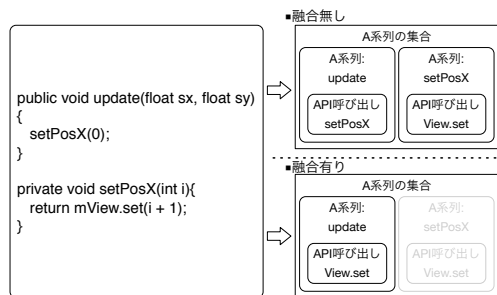 public void update(float sx, float sy)
{
setPosX(0);
}
private void setPosX(int i){
return mView.set(i + 1);
}
▪融合無し
A系列の集合
A系列:
update
API呼び出し
setPosX
A系列:
setPosX
API呼び出し
View.set
▪融合有り
A系列の集合
A系列:
update
API呼び出し
View.set
A系列:
setPosX
API呼び出し
View.set